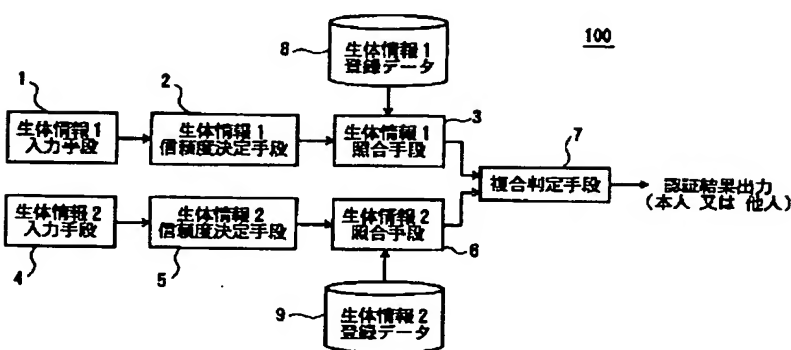 100
8
生体情報1
登録データ
1
生体情報1
入力手段
2
生体情報1
信頼度決定手段
3
生体情報1
照合手段
7
複合判定手段
認証結果出力
(本人 又は 他人)
生体情報2
入力手段
4
生体情報2
信頼度決定手段
5
生体情報2
照合手段
6
9
生体情報2
登録データ